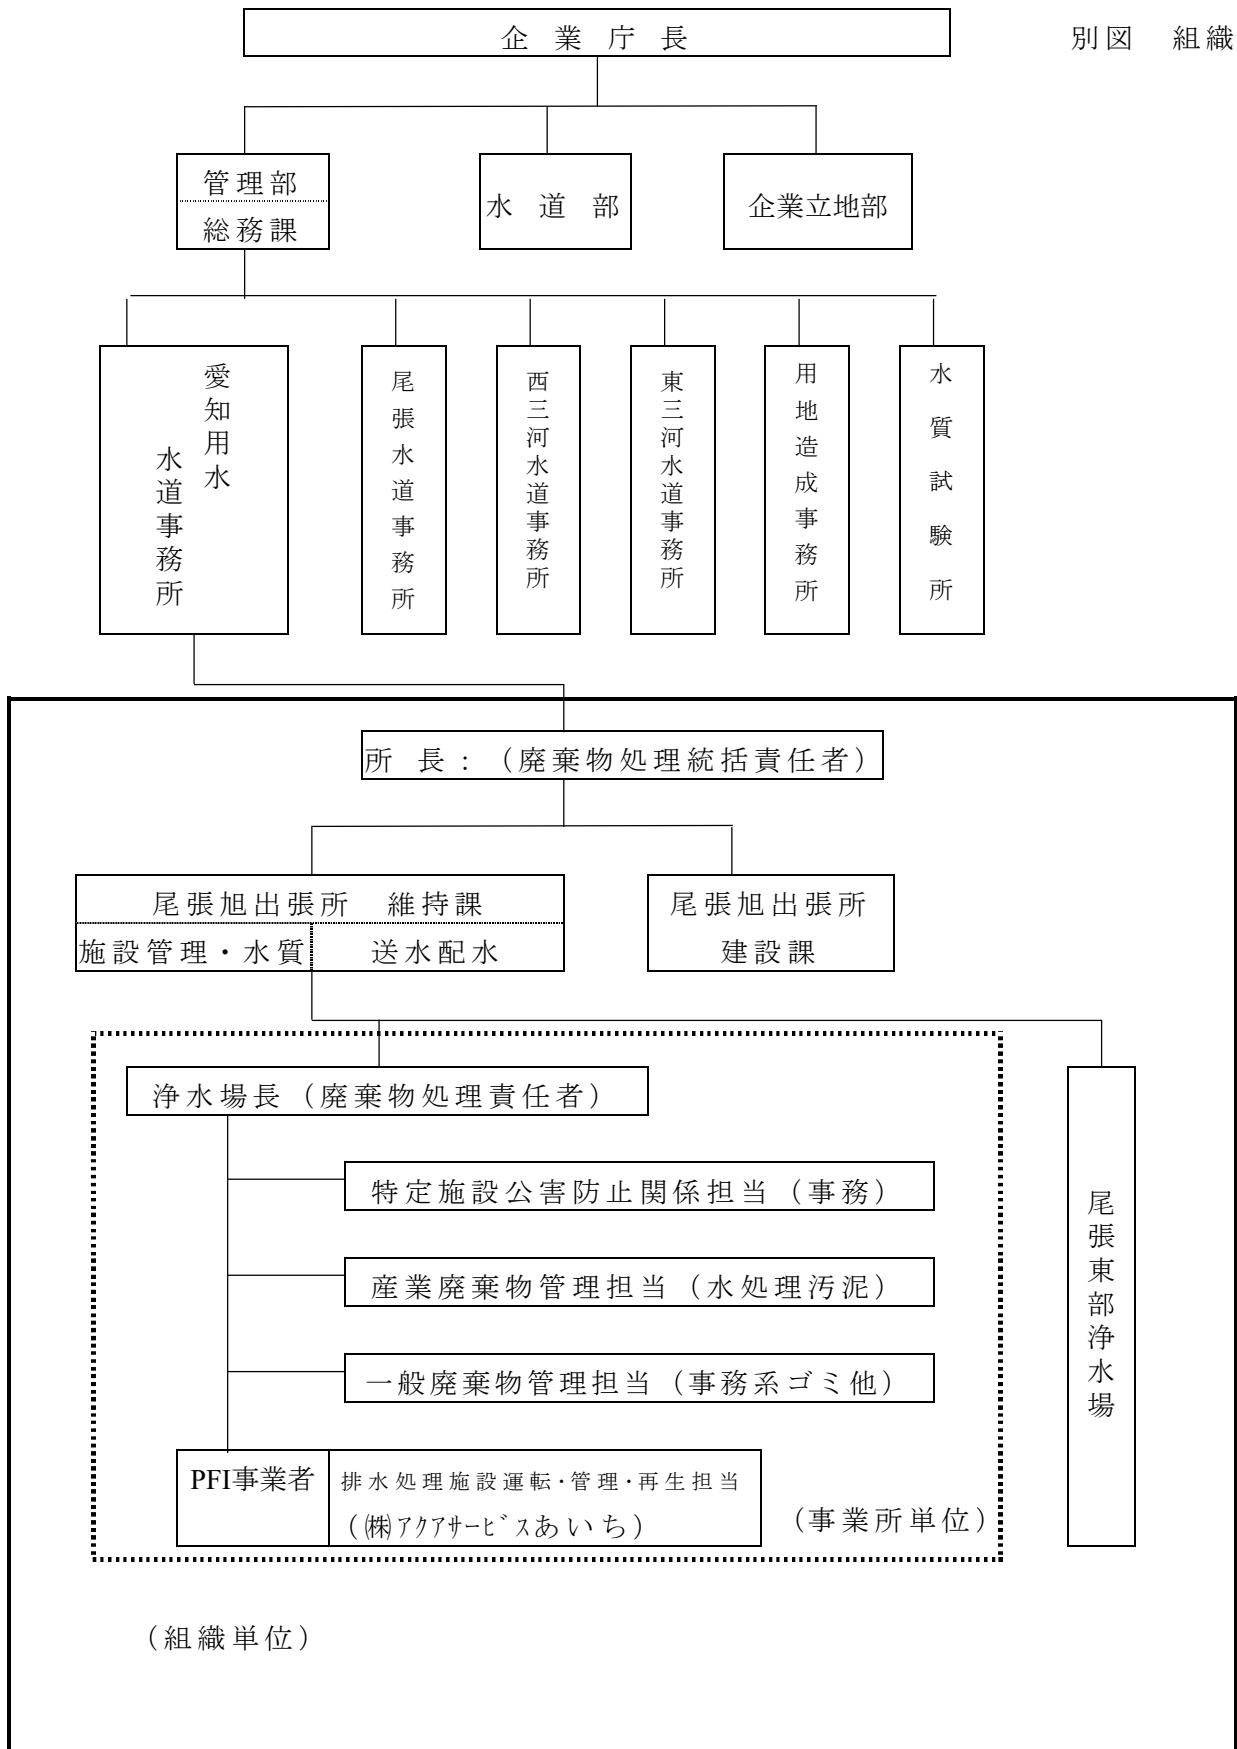 企業庁長
別図 組織
管理部
総務課
水道部
企業立地部
愛知用水
水道事務所
尾張水道事務所
西三河水道事務所
東三河水道事務所
用地造成事務所
水質試験所
所長:(廃棄物処理統括責任者)
尾張旭出張所 維持課
施設管理・水質
送水配水
尾張旭出張所
建設課
浄水場長(廃棄物処理責任者)
特定施設公害防止関係担当(事務)
産業廃棄物管理担当(水処理汚泥)
一般廃棄物管理担当(事務系ゴミ他)
PFI事業者
排水処理施設運転・管理・再生担当
(㈱ｱｸｱｻｰﾋﾞｽあいち)
(事業所単位)
尾張東部浄水場
(組織単位)